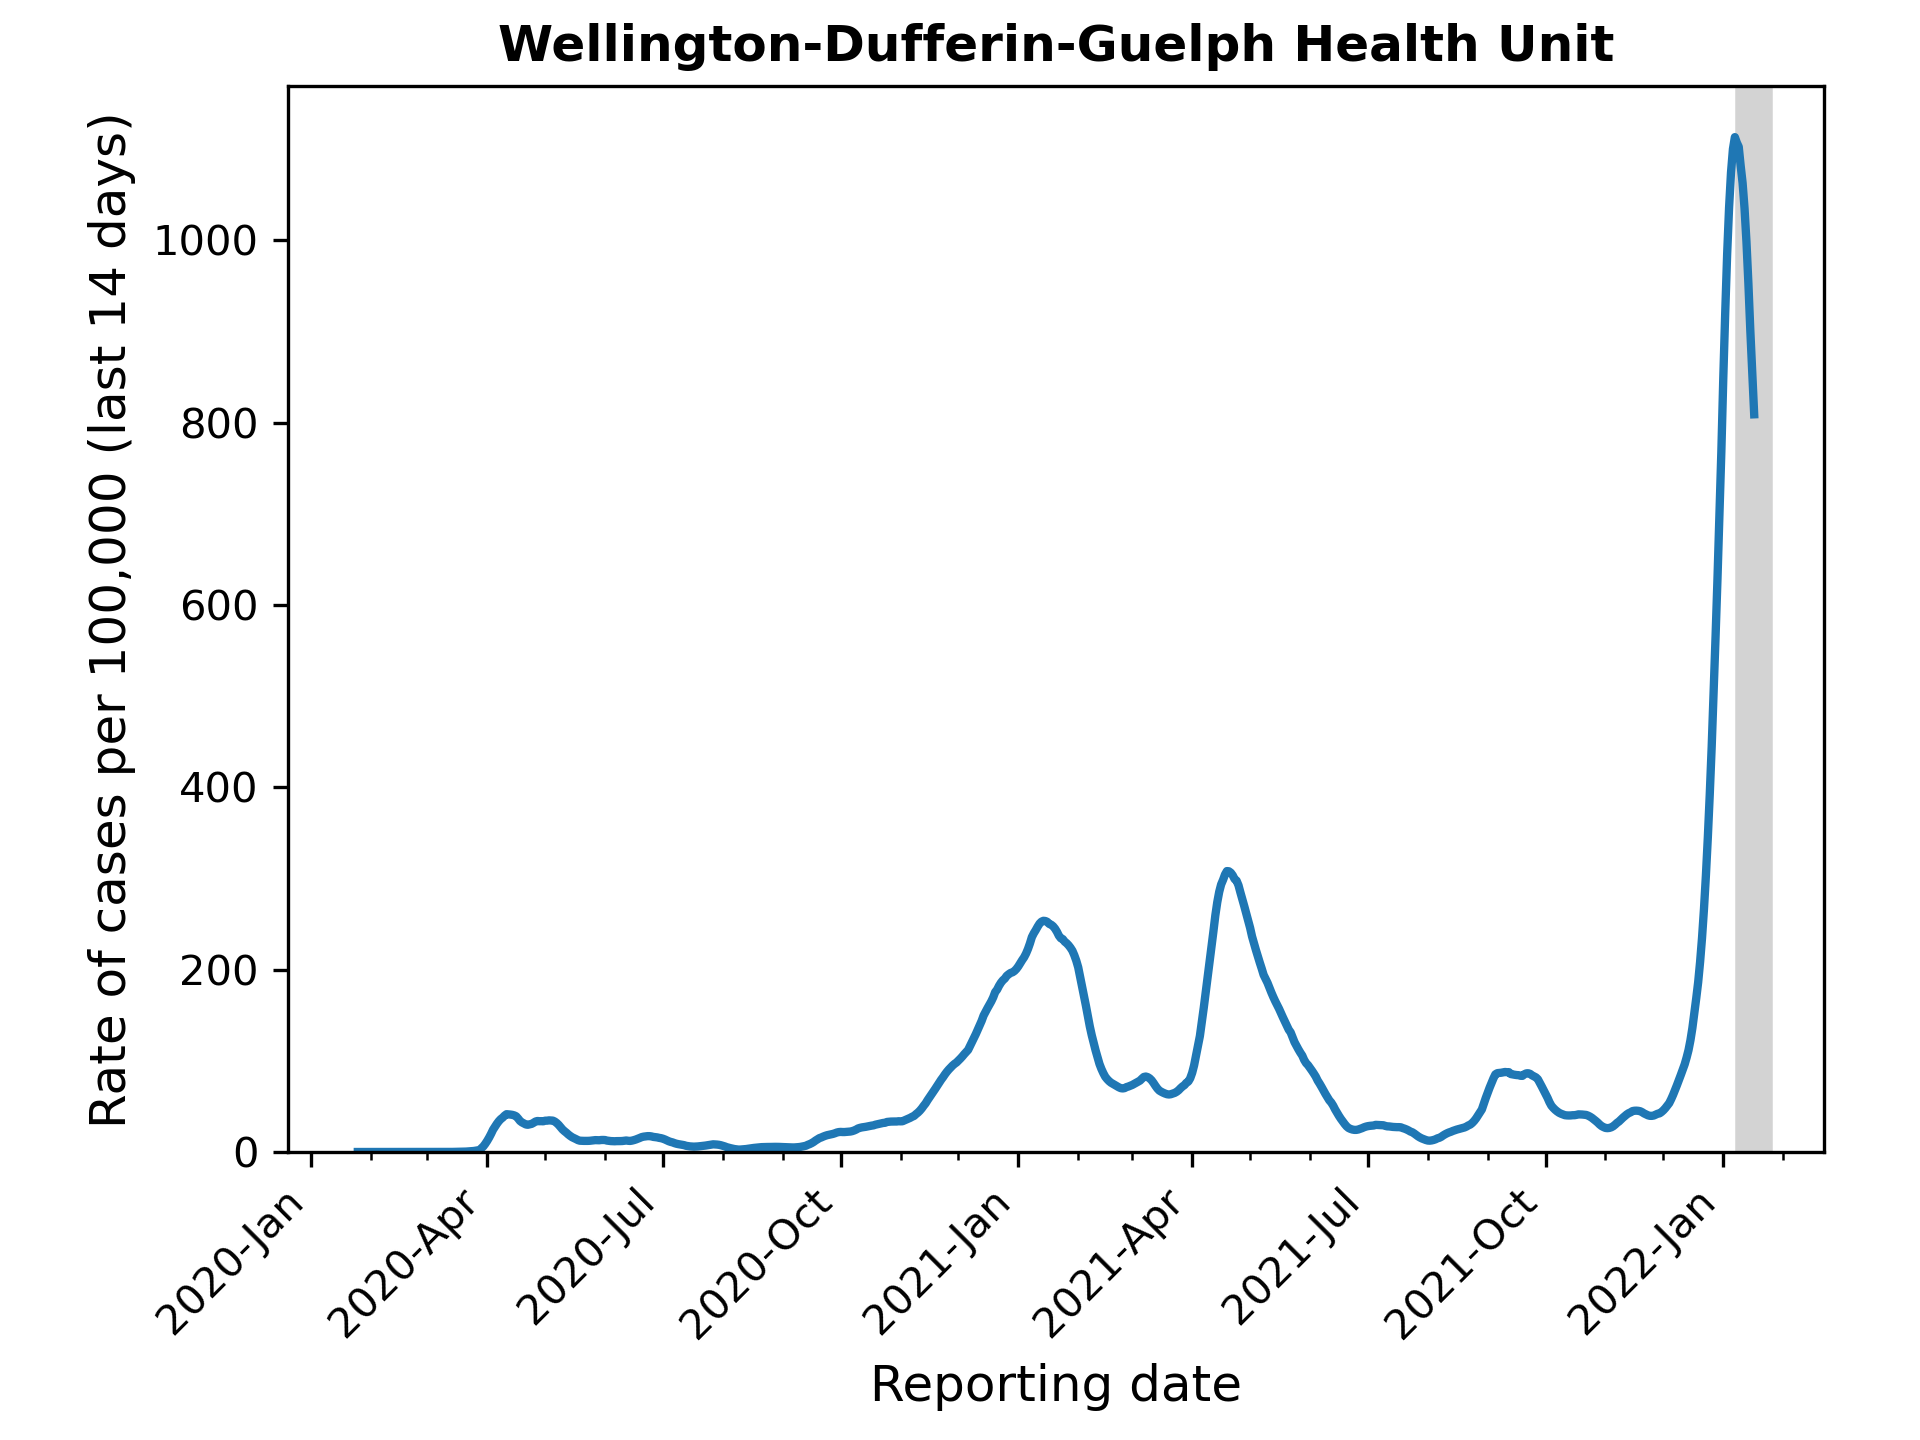 Wellington-Dufferin-Guelph Health Unit
Rate of cases per 100,000 (last 14 days)
1000
800
600
400
200
0
2020-Jan
2020-Apr
2020-Jul
2020-Oct
2021-Jan
2021-Apr
2021-Jul
2021-Oct
2022-Jan
Reporting date